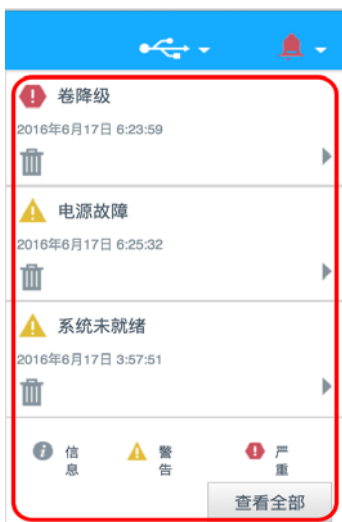 卷降级
2016年6月17日 6:23:59
电源故障
2016年6月17日 6:25:32
系统未就绪
2016年6月17日 3:57:51
信息 警告 严重
查看全部